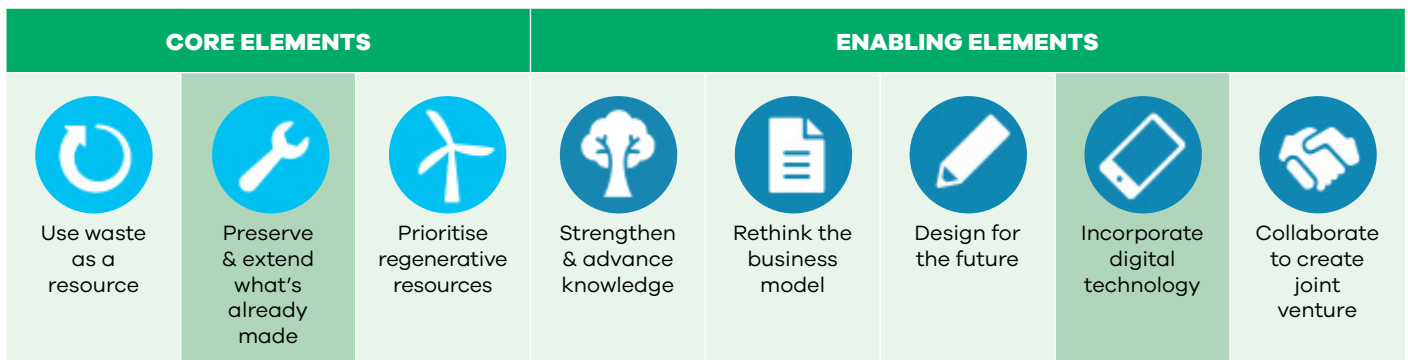 CORE ELEMENTS
ENABLING ELEMENTS
Use waste
as a
resource
Preserve
& extend
what's
already
made
Prioritise
regenerative
resources
Strengthen
& advance
knowledge
Rethink the
business
model
Design for
the future
Incorporate
digital
technology
Collaborate
to create
joint
venture